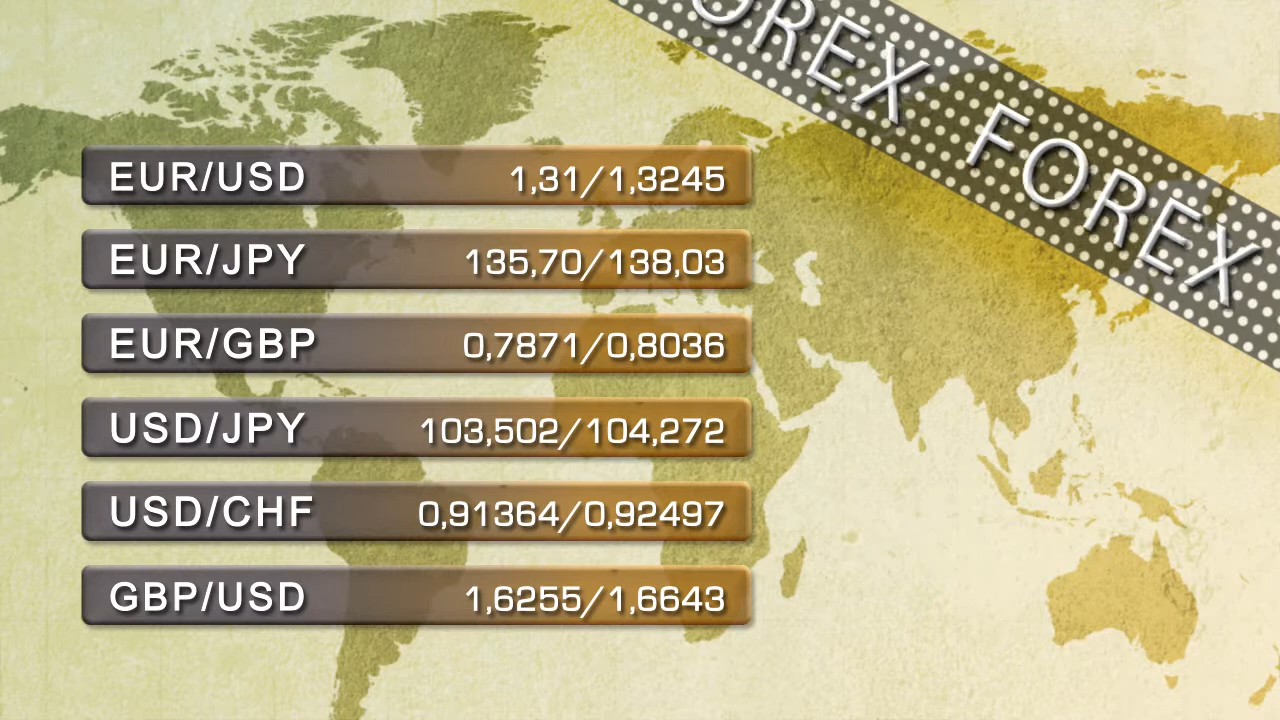 FOREX FOREX
EUR/USD 1,31/1,3245
EUR/JPY 135,70/138,03
EUR/GBP 0,7871/0,8036
USD/JPY 103,502/104,272
USD/CHF 0,91364/0,92497
GBP/USD 1,6255/1,6643